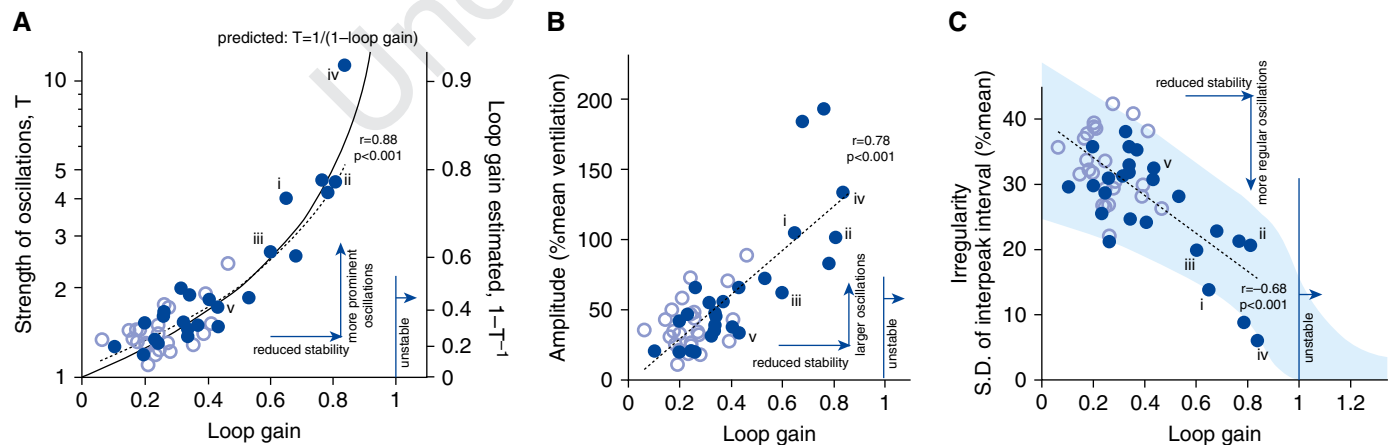 A
predicted: T=1/(1–loop gain)
Strength of oscillations, T
10
5
4
3
2
1
0
0.2
0.4
0.6
0.8
1
Loop gain
0.9
0.8
0.6
0.4
0.2
0
Loop gain estimated, 1–T⁻¹
iv
r=0.88
p<0.001
i
ii
iii
v
more prominent
oscillations
reduced stability
unstable
B
Amplitude (%mean ventilation)
200
150
100
50
0
0
0.2
0.4
0.6
0.8
1
Loop gain
r=0.78
p<0.001
iv
i
ii
iii
v
larger oscillations
reduced stability
unstable
C
Irregularity
S.D. of interpeak interval (%mean)
40
30
20
10
0
0
0.2
0.4
0.6
0.8
1
1.2
Loop gain
reduced stability
more regular oscillations
v
ii
iii
i
r=–0.68
p<0.001
iv
unstable